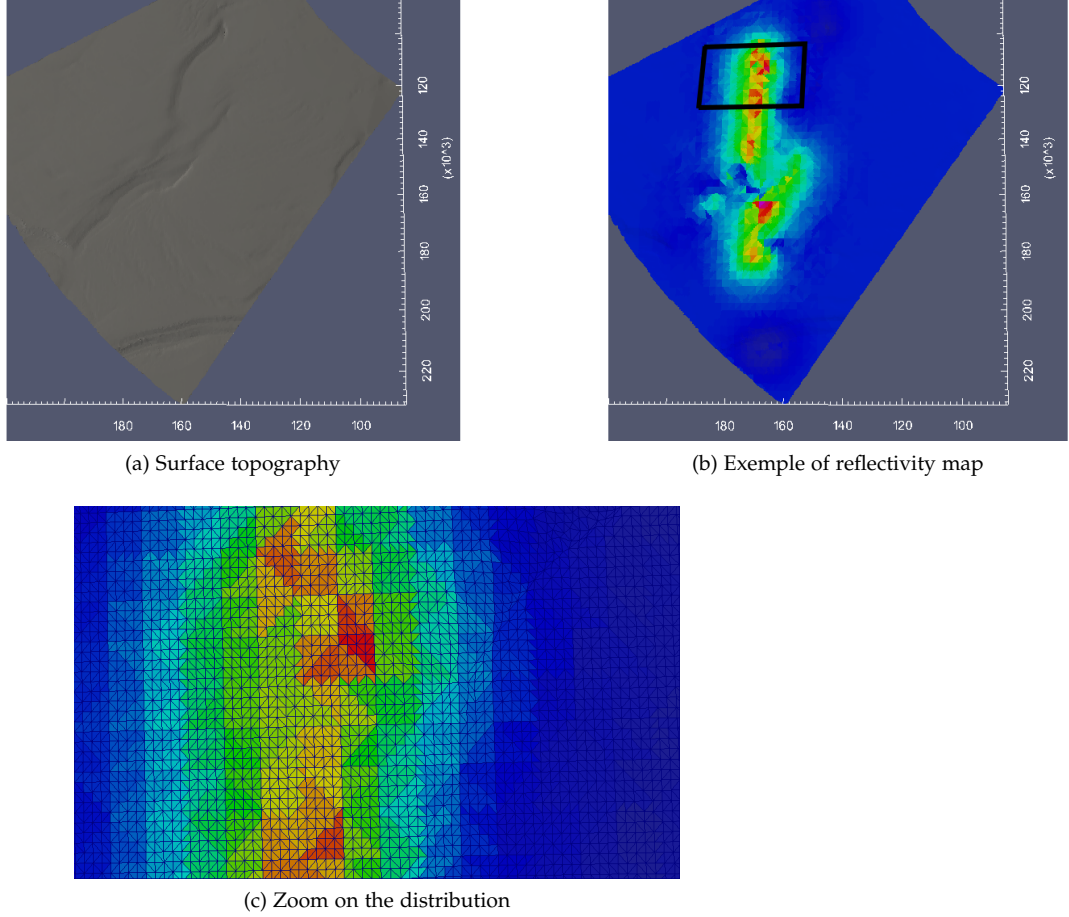 120
140
160
180
200
220
(x10^3)
180 160 140 120 100
(a) Surface topography
120
140
160
180
200
220
(x10^3)
180 160 140 120 100
(b) Exemple of reflectivity map
(c) Zoom on the distribution